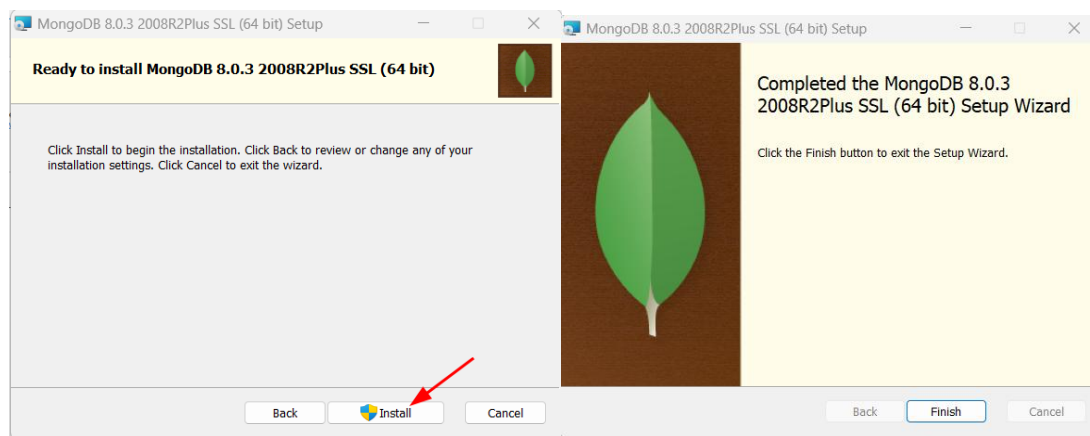 MongoDB 8.0.3 2008R2Plus SSL (64 bit) Setup
Ready to install MongoDB 8.0.3 2008R2Plus SSL (64 bit)
Click Install to begin the installation. Click Back to review or change any of your
installation settings. Click Cancel to exit the wizard.
Back Install Cancel
MongoDB 8.0.3 2008R2Plus SSL (64 bit) Setup
Completed the MongoDB 8.0.3
2008R2Plus SSL (64 bit) Setup Wizard
Click the Finish button to exit the Setup Wizard.
Back Finish Cancel